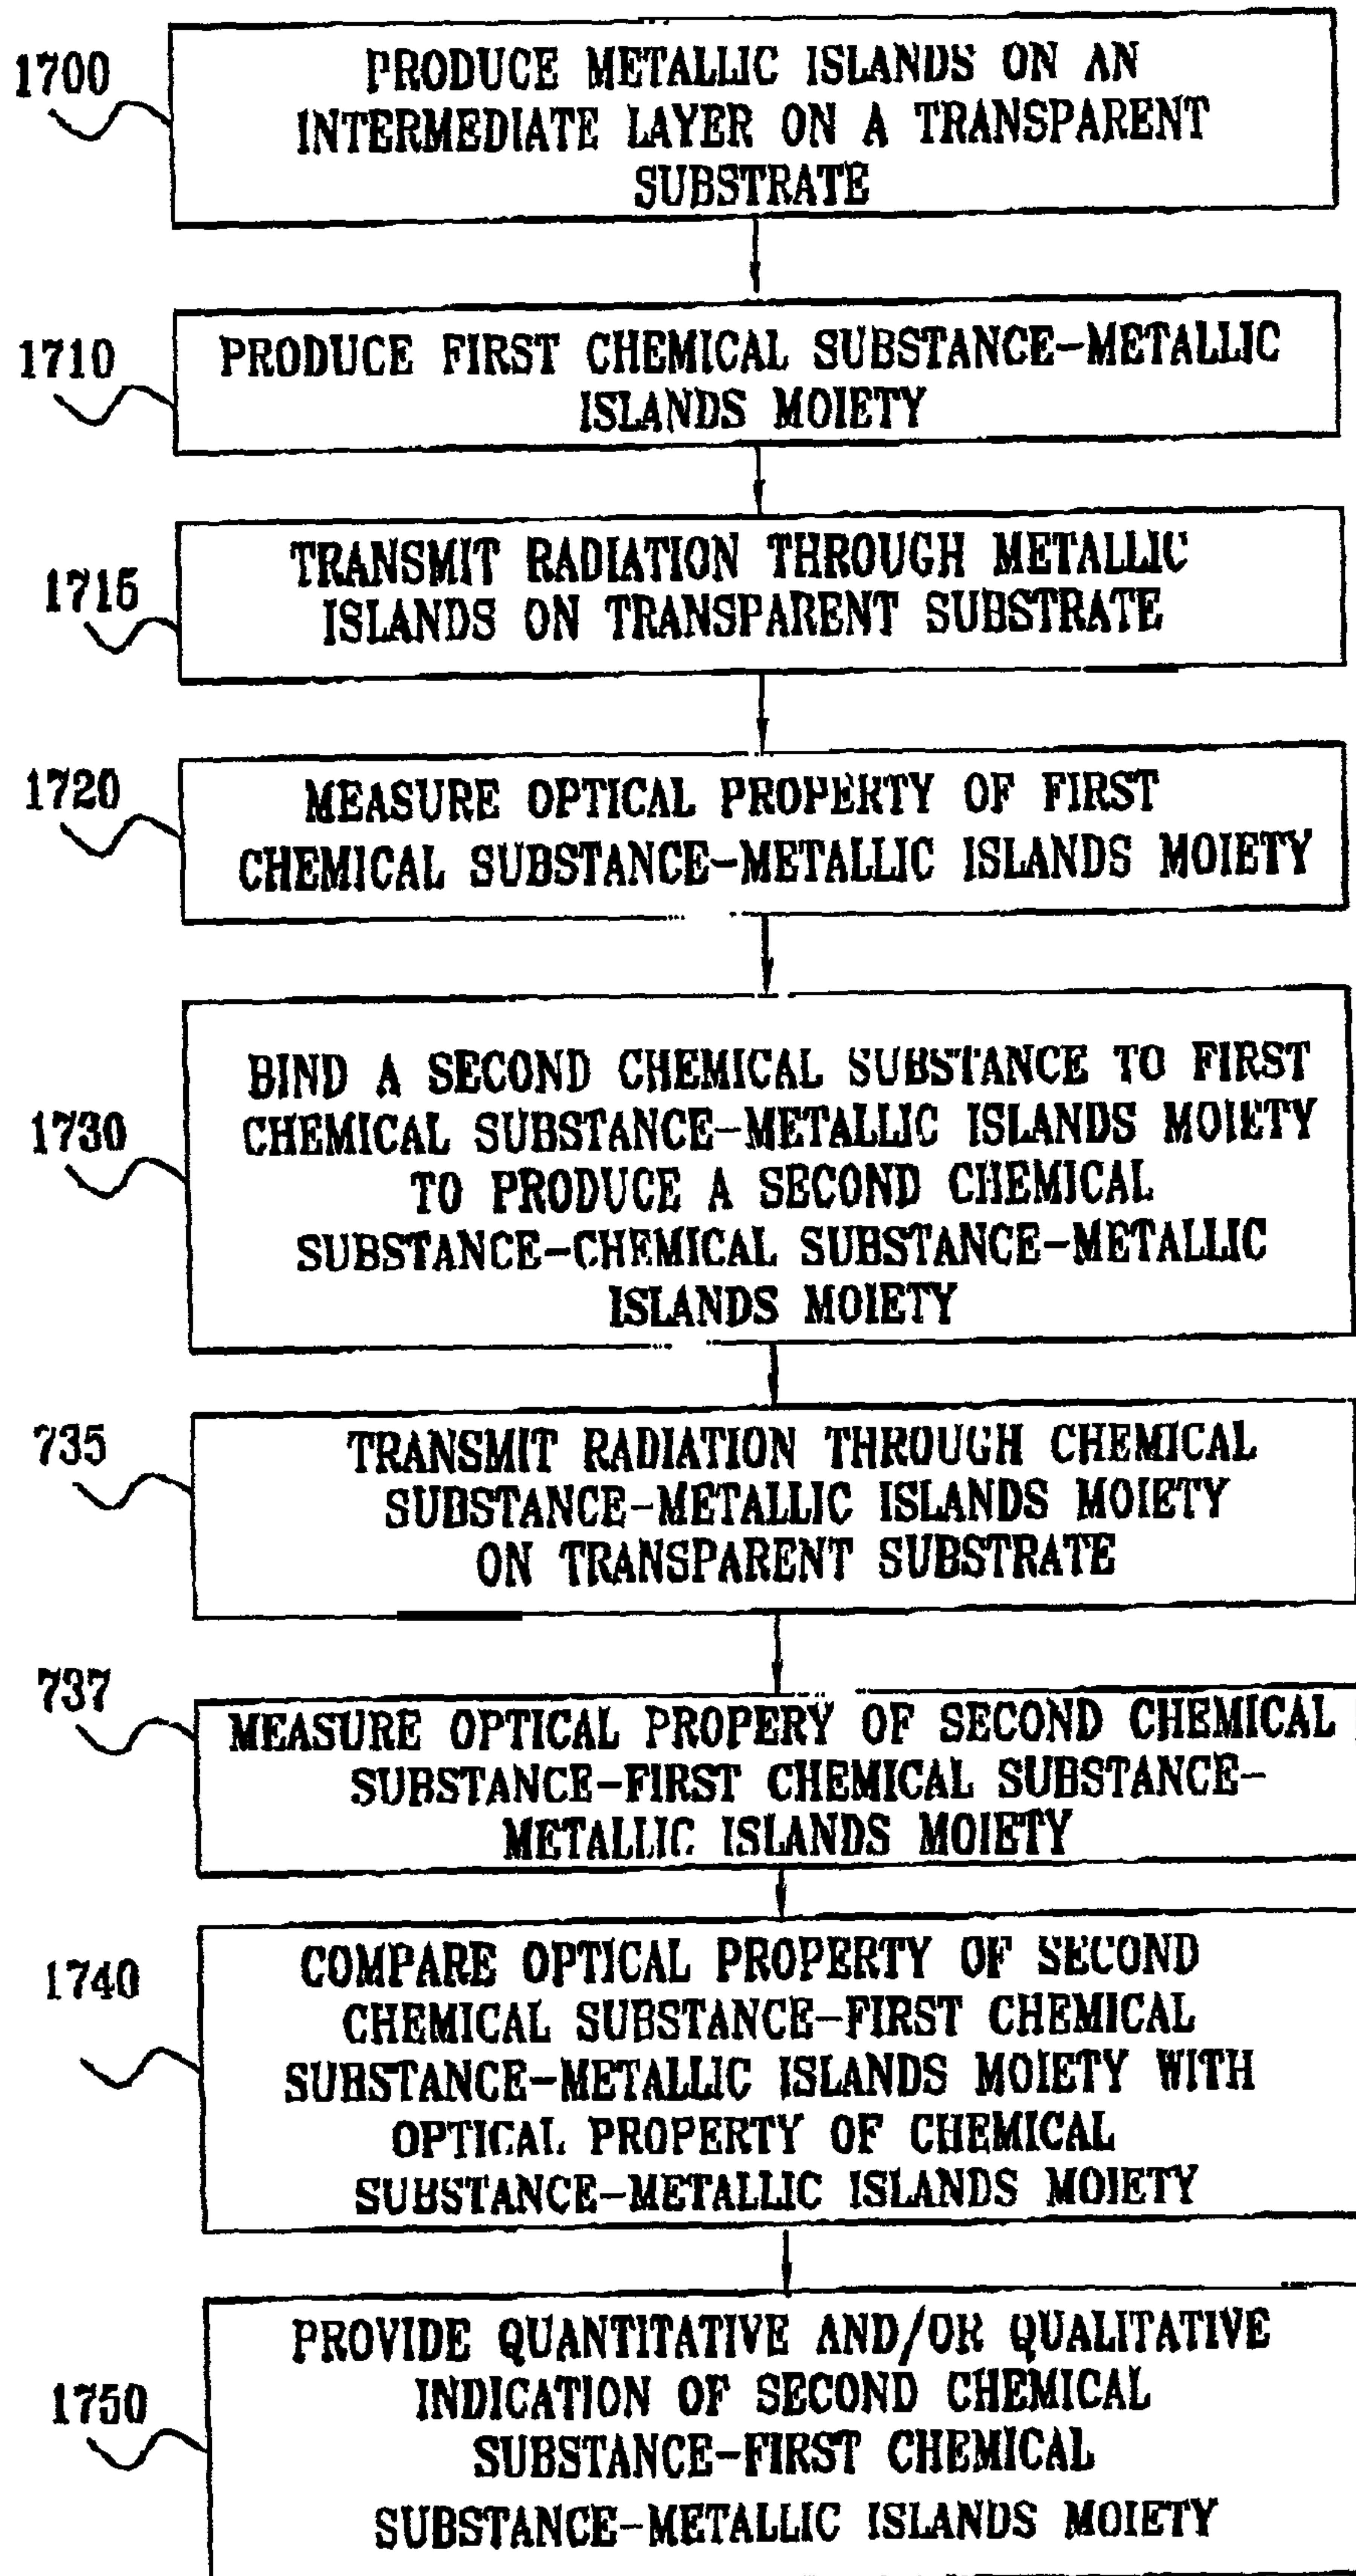 1700
PRODUCE METALLIC ISLANDS ON AN
INTERMEDIATE LAYER ON A TRANSPARENT
SUBSTRATE
1710
PRODUCE FIRST CHEMICAL SUBSTANCE-METALLIC
ISLANDS MOIETY
1715
TRANSMIT RADIATION THROUGH METALLIC
ISLANDS ON TRANSPARENT SUBSTRATE
1720
MEASURE OPTICAL PROPERTY OF FIRST
CHEMICAL SUBSTANCE-METALLIC ISLANDS MOIETY
1730
BIND A SECOND CHEMICAL SUBSTANCE TO FIRST
CHEMICAL SUBSTANCE-METALLIC ISLANDS MOIETY
TO PRODUCE A SECOND CHEMICAL
SUBSTANCE-CHEMICAL SUBSTANCE-METALLIC
ISLANDS MOIETY
735
TRANSMIT RADIATION THROUGH CHEMICAL
SUBSTANCE-METALLIC ISLANDS MOIETY
ON TRANSPARENT SUBSTRATE
737
MEASURE OPTICAL PROPERY OF SECOND CHEMICAL
SUBSTANCE-FIRST CHEMICAL SUBSTANCE-
METALLIC ISLANDS MOIETY
1740
COMPARE OPTICAL PROPERTY OF SECOND
CHEMICAL SUBSTANCE-FIRST CHEMICAL
SUBSTANCE-METALLIC ISLANDS MOIETY WITH
OPTICAL PROPERTY OF CHEMICAL
SUBSTANCE-METALLIC ISLANDS MOIETY
1750
PROVIDE QUANTITATIVE AND/OR QUALITATIVE
INDICATION OF SECOND CHEMICAL
SUBSTANCE-FIRST CHEMICAL
SUBSTANCE-METALLIC ISLANDS MOIETY